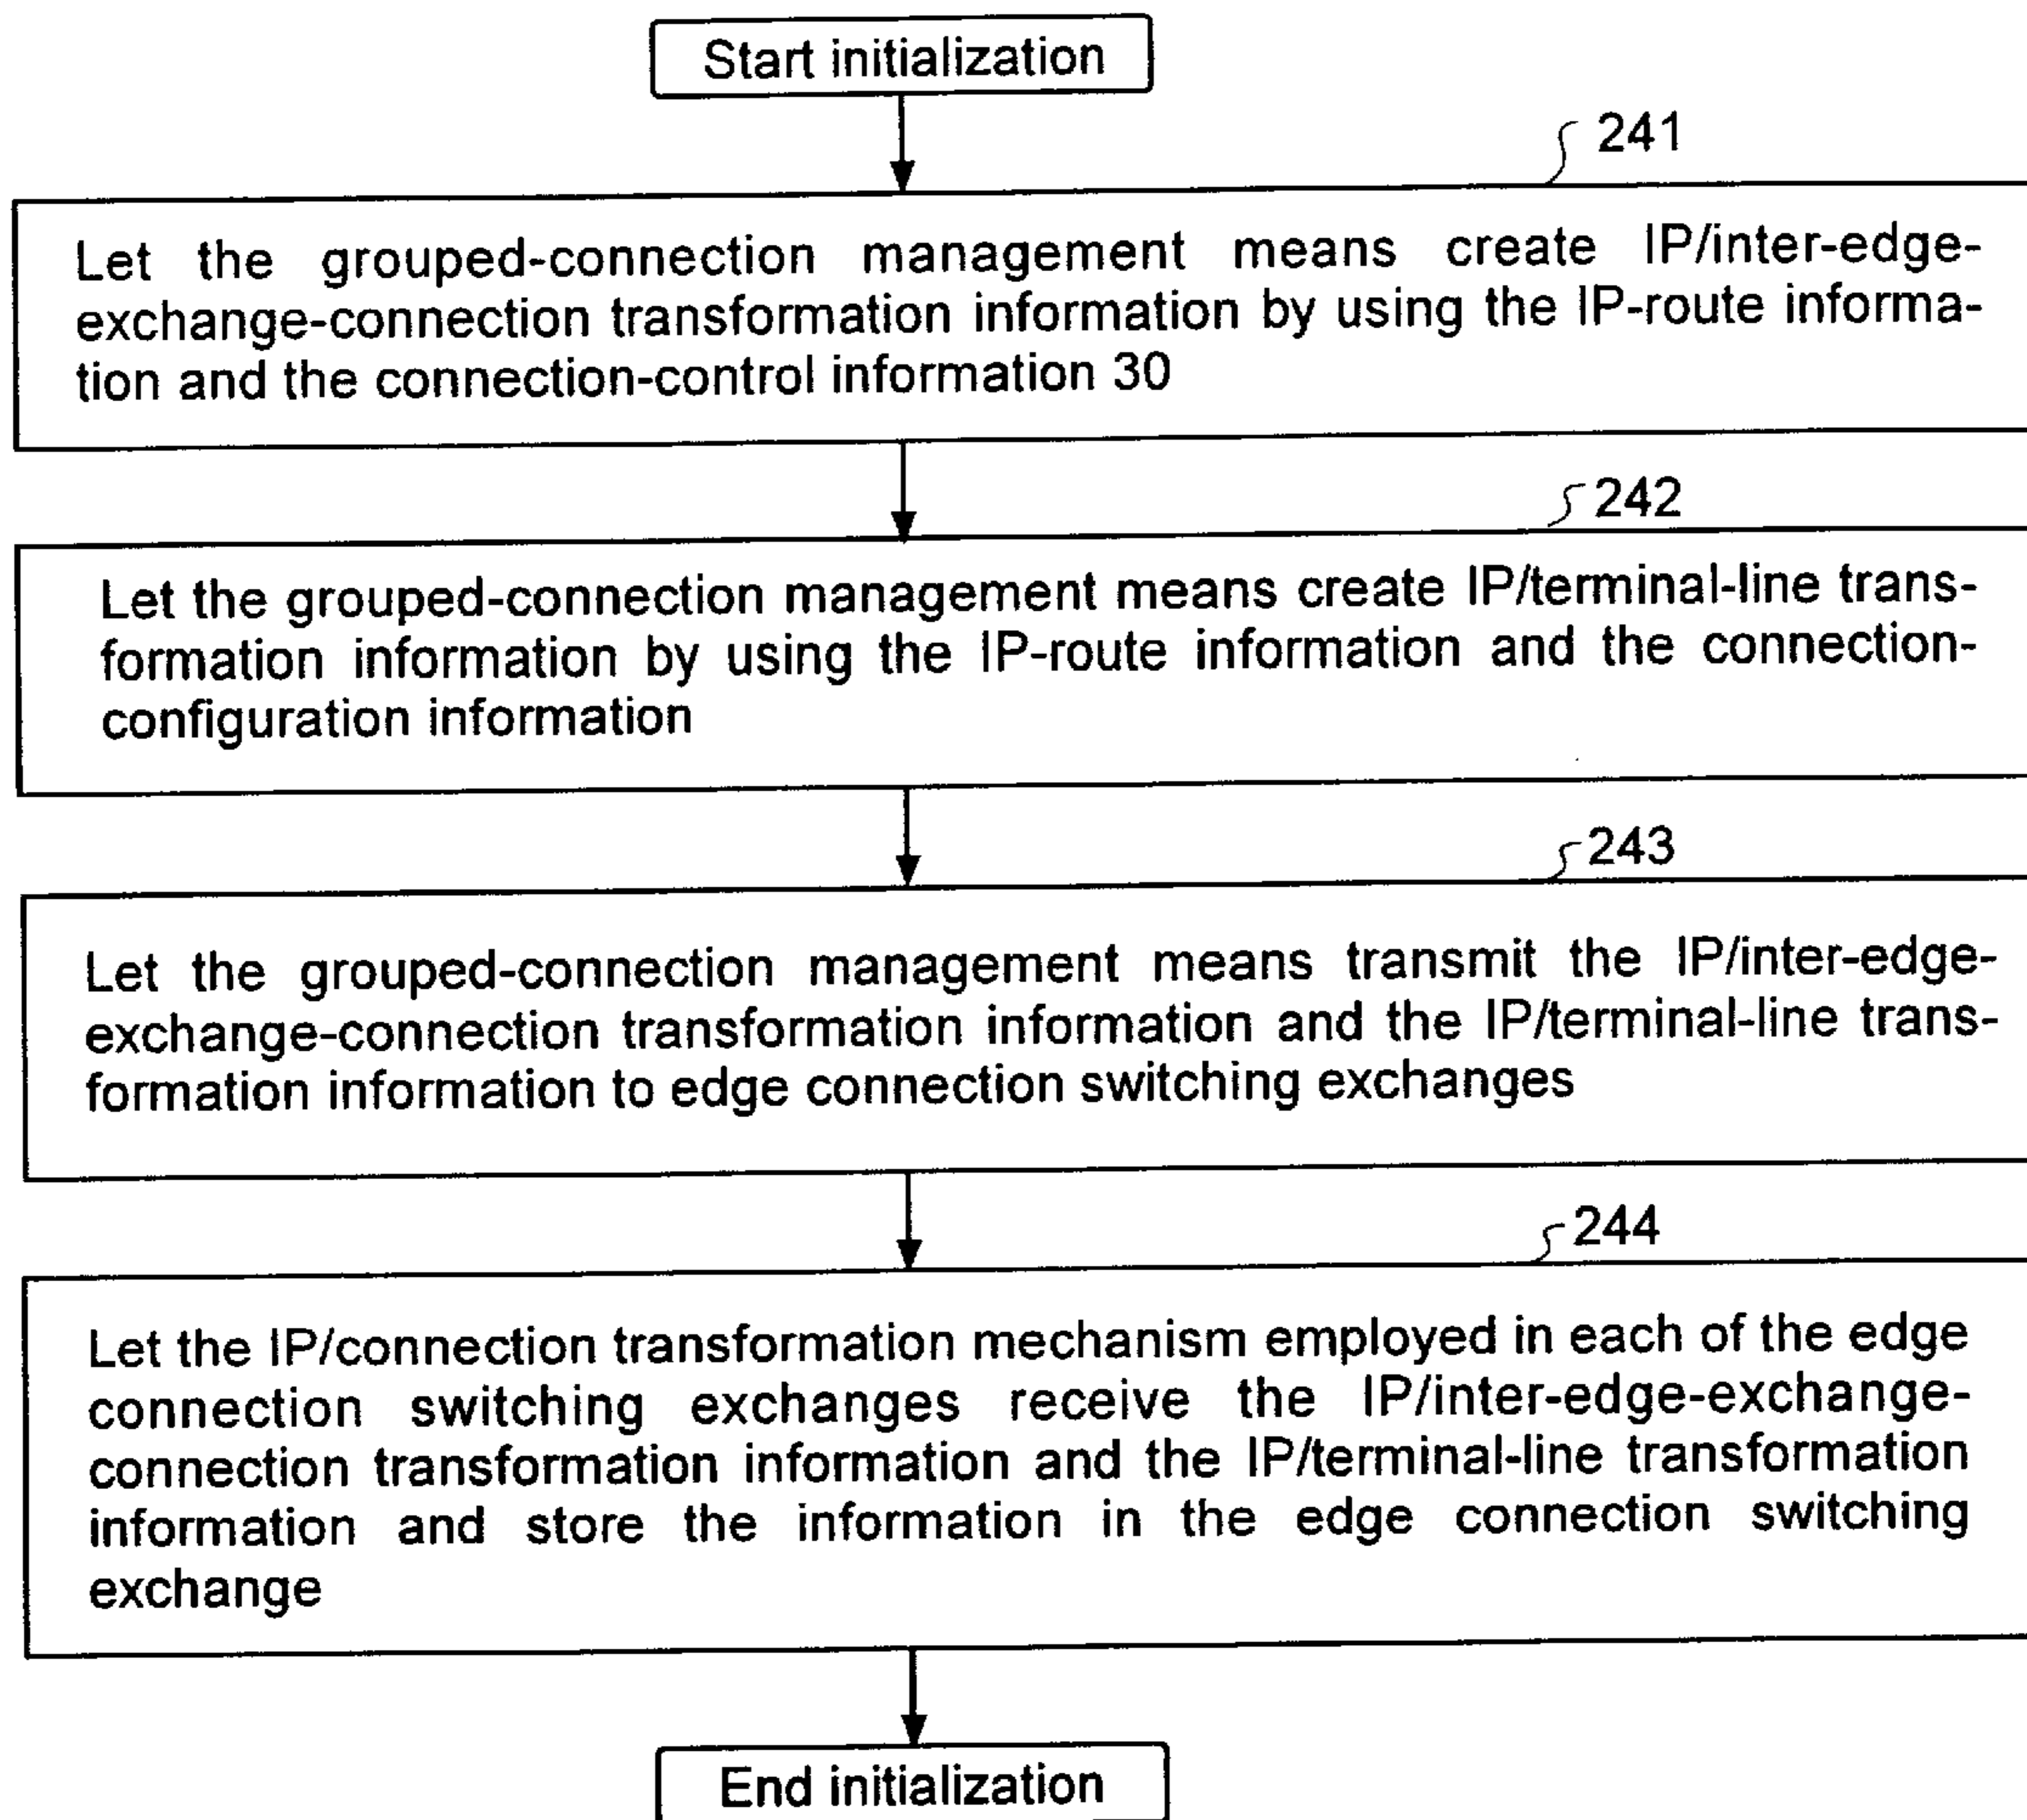 Start initialization
241
Let the grouped-connection management means create IP/inter-edge-
exchange-connection transformation information by using the IP-route informa-
tion and the connection-control information 30
242
Let the grouped-connection management means create IP/terminal-line trans-
formation information by using the IP-route information and the connection-
configuration information
243
Let the grouped-connection management means transmit the IP/inter-edge-
exchange-connection transformation information and the IP/terminal-line trans-
formation information to edge connection switching exchanges
244
Let the IP/connection transformation mechanism employed in each of the edge
connection switching exchanges receive the IP/inter-edge-exchange-
connection transformation information and the IP/terminal-line transformation
information and store the information in the edge connection switching
exchange
End initialization